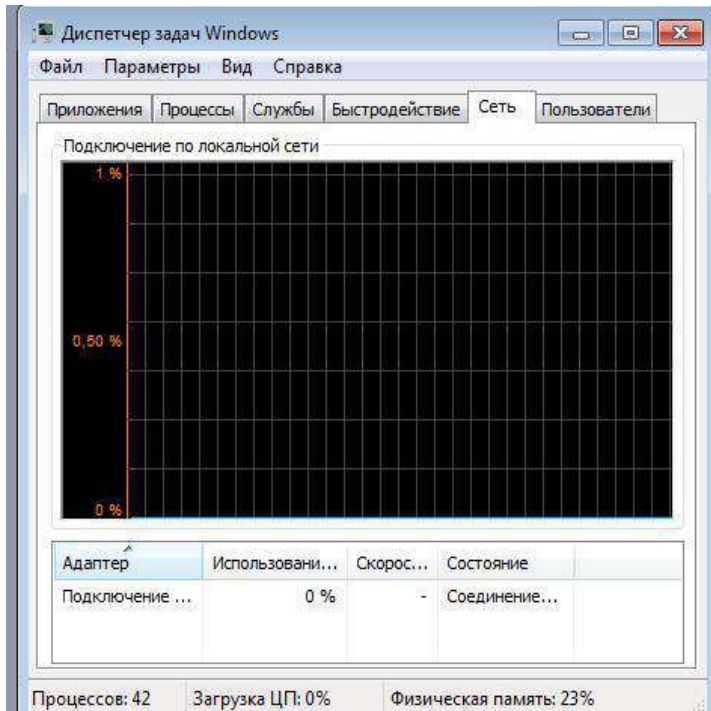 Диспетчер задач Windows
Файл Параметры Вид Справка
Приложения Процессы Службы Быстродействие Сеть Пользователи
Подключение по локальной сети
1 %
0,50 %
0 %
Адаптер Использовани... Скорос... Состояние
Подключение ... 0 % - Соединение...
Процессов: 42 Загрузка ЦП: 0% Физическая память: 23%